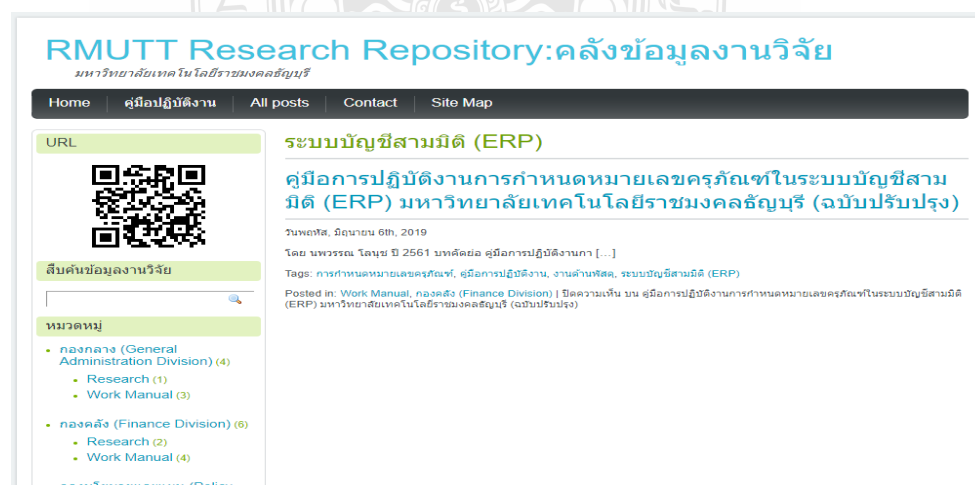 RMUTT Research Repository:คลังข้อมูลงานวิจัย
มหาวิทยาลัยเทคโนโลยีราชมงคลธัญบุรี
Home คู่มือปฏิบัติงาน All posts Contact Site Map
URL
สืบค้นข้อมูลงานวิจัย
หมวดหมู่
กองกลาง (General
Administration Division) (4)
Research (1)
Work Manual (3)
กองคลัง (Finance Division) (6)
Research (2)
Work Manual (4)
ระบบบัญชีสามมิติ (ERP)
คู่มือการปฏิบัติงานการกำหนดหมายเลขครุภัณฑ์ในระบบบัญชีสาม
มิติ (ERP) มหาวิทยาลัยเทคโนโลยีราชมงคลธัญบุรี (ฉบับปรับปรุง)
วันพฤหัส, มิถุนายน 6th, 2019
โดย นพวรรณ โลนุช ปี 2561 บทคัดย่อ คู่มือการปฏิบัติงานกา […]
Tags: การกำหนดหมายเลขครุภัณฑ์, คู่มือการปฏิบัติงาน, งานด้านพัสดุ, ระบบบัญชีสามมิติ (ERP)
Posted in: Work Manual, กองคลัง (Finance Division) | ปิดความเห็น บน คู่มือการปฏิบัติงานการกำหนดหมายเลขครุภัณฑ์ในระบบบัญชีสามมิติ
(ERP) มหาวิทยาลัยเทคโนโลยีราชมงคลธัญบุรี (ฉบับปรับปรุง)